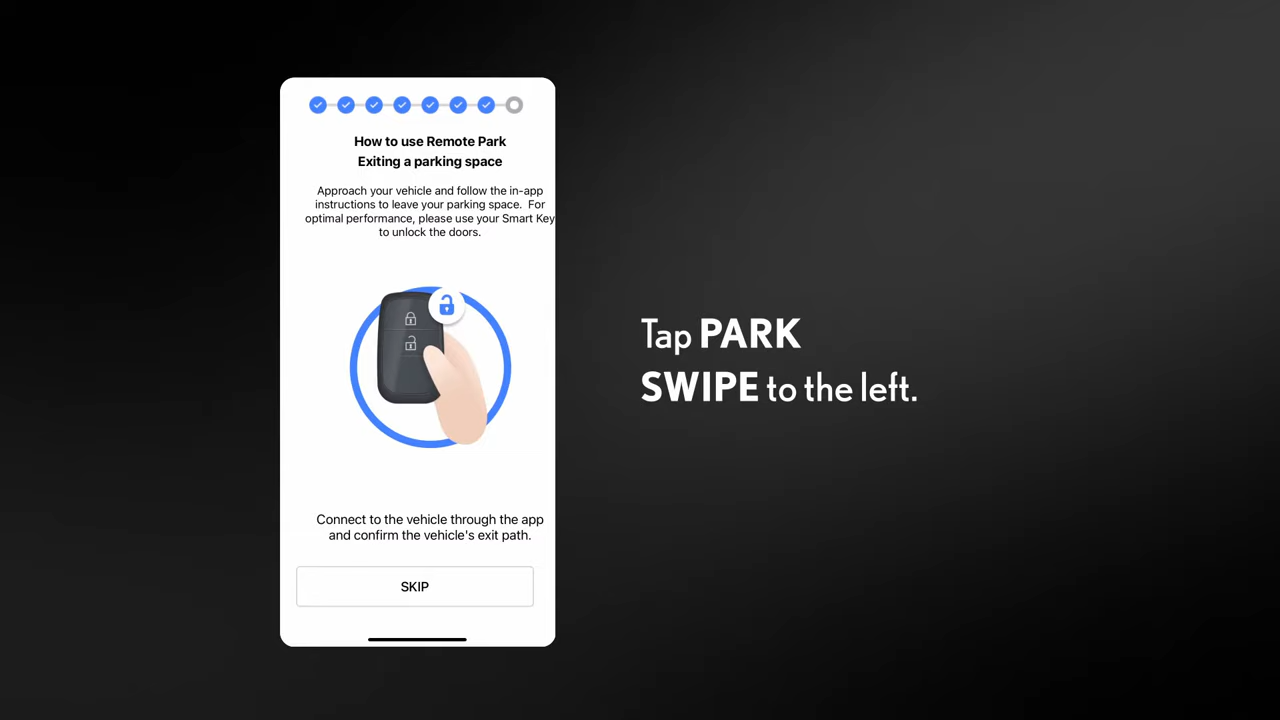 How to use Remote Park
Exiting a parking space
Approach your vehicle and follow the in-app
instructions to leave your parking space. For
optimal performance, please use your Smart Key
to unlock the doors.
Connect to the vehicle through the app
and confirm the vehicle's exit path.
SKIP
Tap PARK
SWIPE to the left.